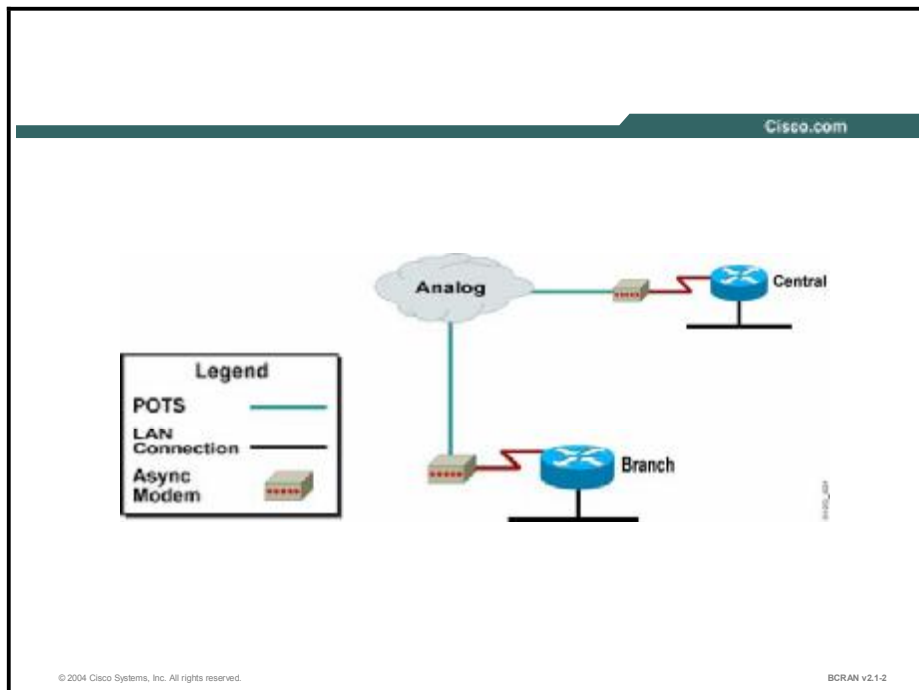 Cisco.com
Analog
Central
Legend
POTS
LAN
Connection
Async
Modem
Branch
© 2004 Cisco Systems, Inc. All rights reserved.
BCRAN v2.1-2